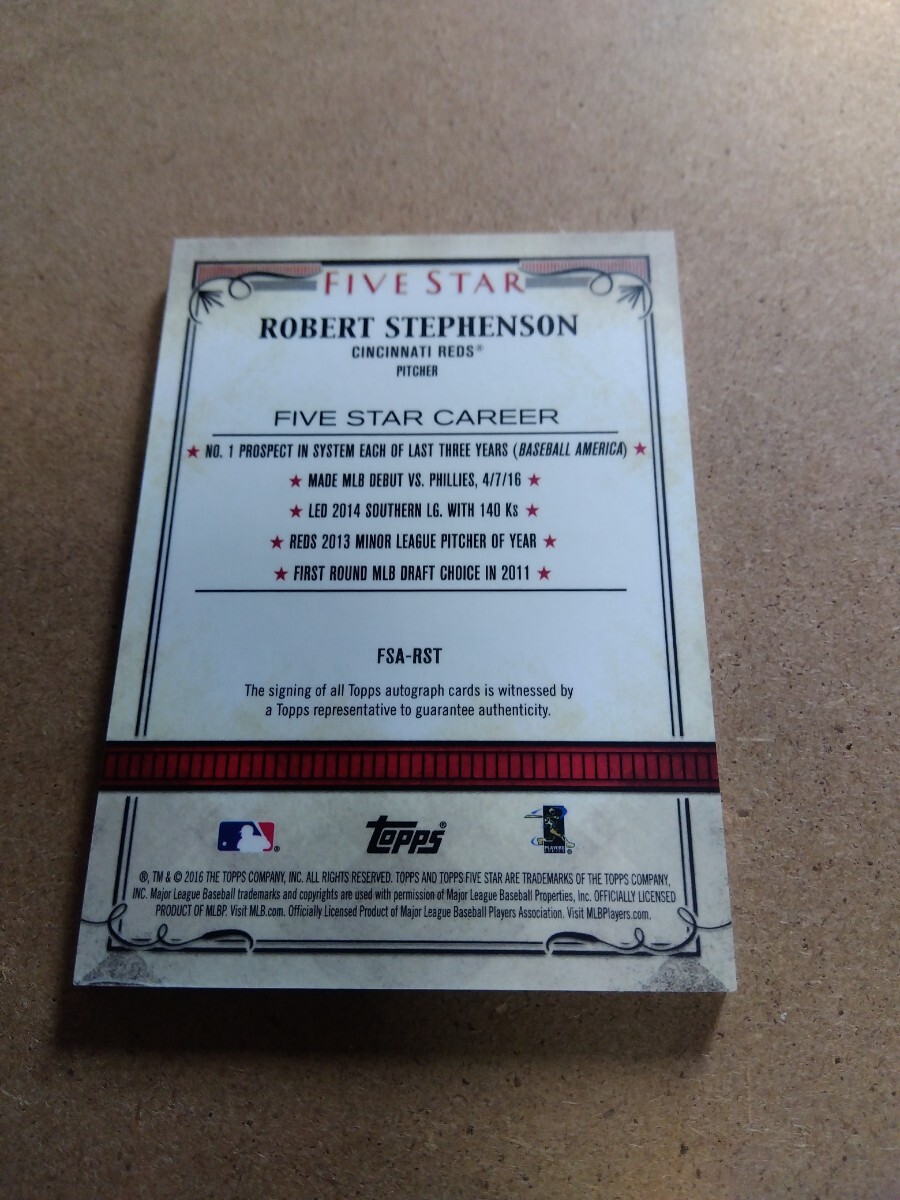 FIVE STAR
ROBERT STEPHENSON
CINCINNATI REDS®
PITCHER
FIVE STAR CAREER
★ NO. 1 PROSPECT IN SYSTEM EACH OF LAST THREE YEARS (BASEBALL AMERICA) ★
★ MADE MLB DEBUT VS. PHILLIES, 4/7/16 ★
★ LED 2014 SOUTHERN LG. WITH 140 Ks ★
★ REDS 2013 MINOR LEAGUE PITCHER OF YEAR ★
★ FIRST ROUND MLB DRAFT CHOICE IN 2011 ★
FSA-RST
The signing of all Topps autograph cards is witnessed by
a Topps representative to guarantee authenticity.
® topps® ®
®, TM & © 2016 THE TOPPS COMPANY, INC. ALL RIGHTS RESERVED. TOPPS AND TOPPS FIVE STAR ARE TRADEMARKS OF THE TOPPS COMPANY,
INC. Major League Baseball trademarks and copyrights are used with permission of Major League Baseball Properties, Inc. OFFICIALLY LICENSED
PRODUCT OF MLBP. Visit MLB.com. Officially Licensed Product of Major League Baseball Players Association. Visit MLBPlayers.com.